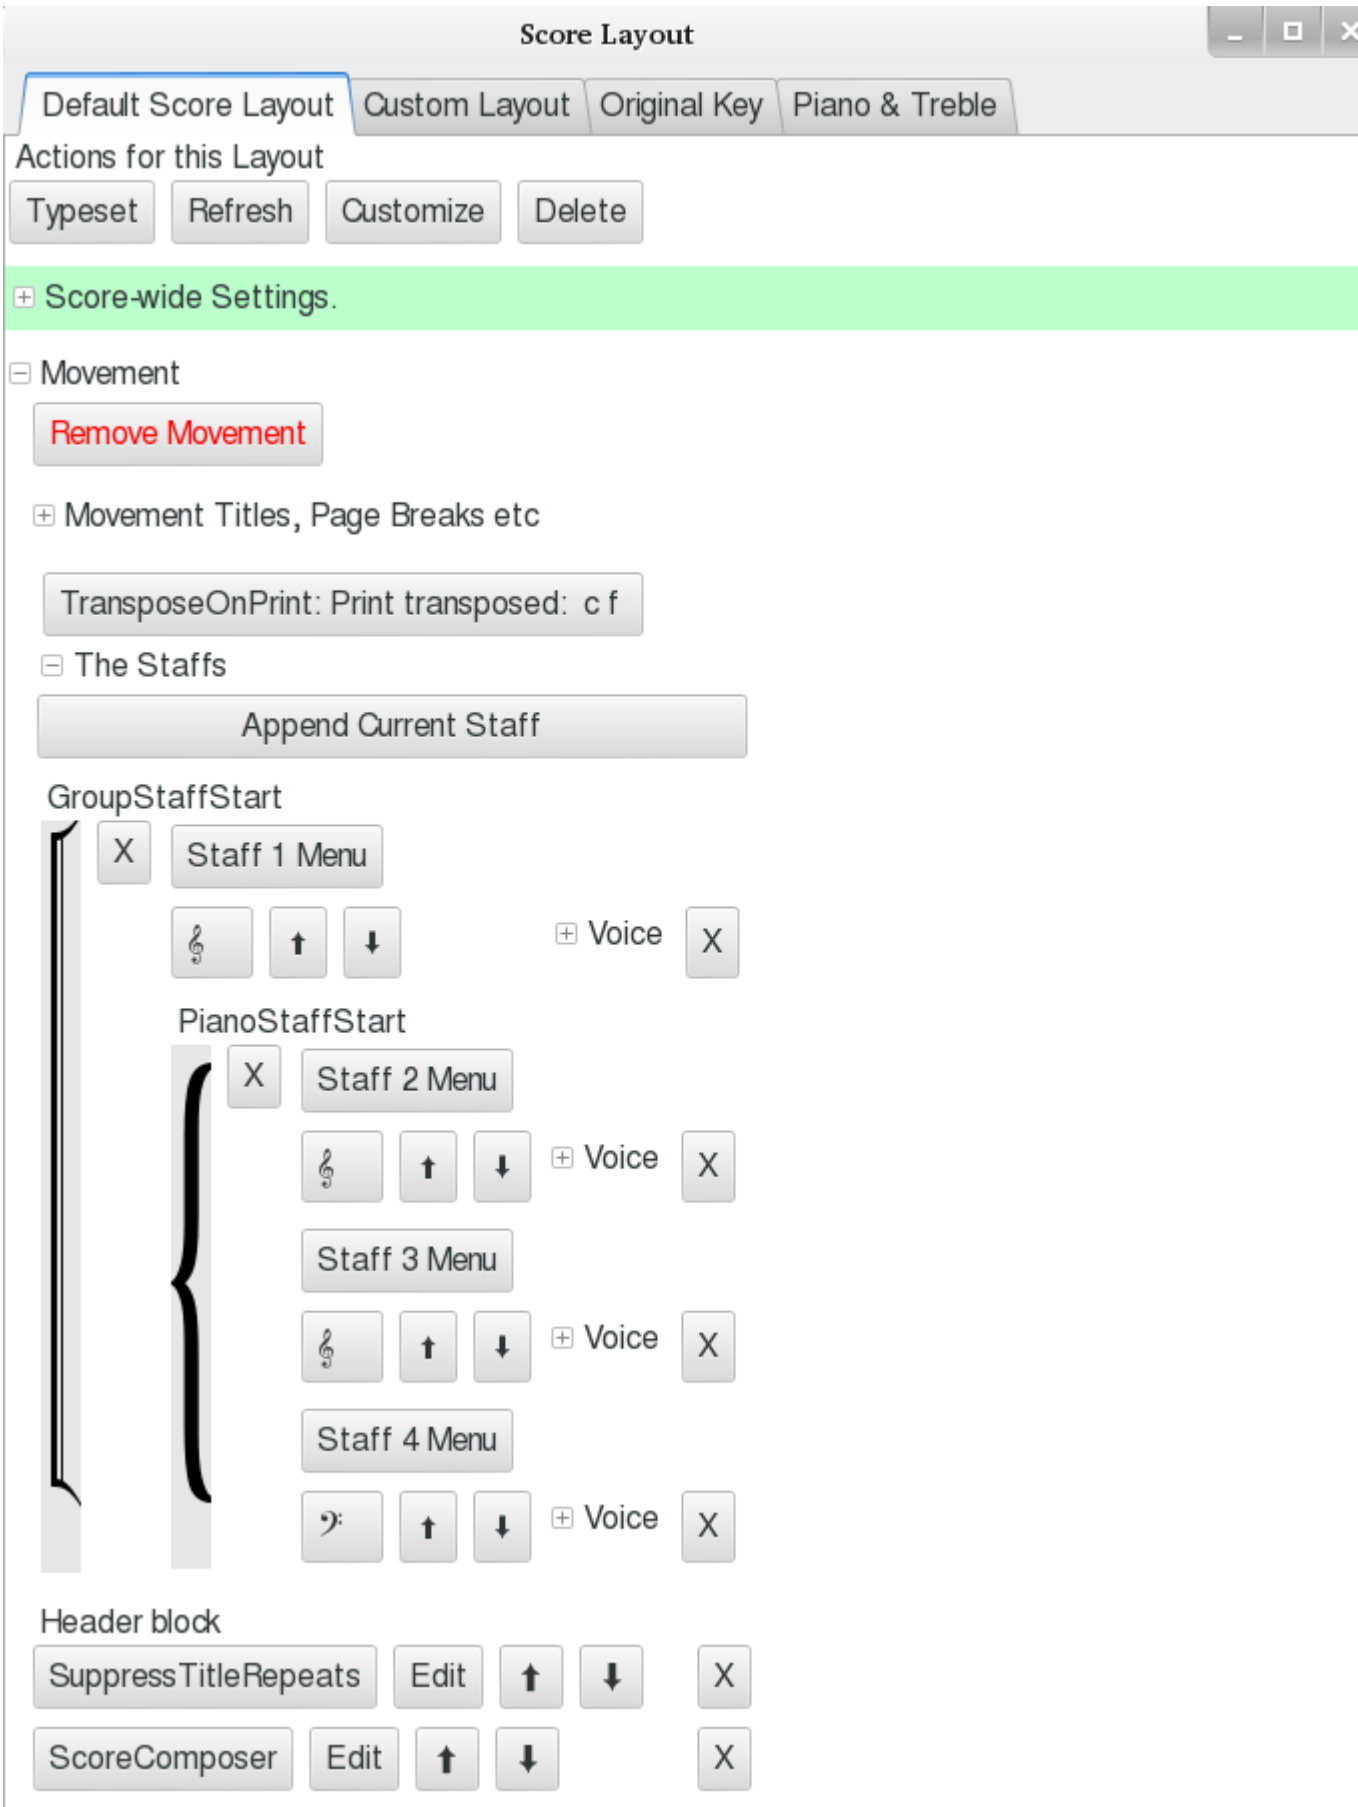 Score Layout
Default Score Layout Custom Layout Original Key Piano & Treble
Actions for this Layout
Typeset Refresh Customize Delete
Score-wide Settings.
Movement
Remove Movement
Movement Titles, Page Breaks etc
TransposeOnPrint: Print transposed: c f
The Staffs
Append Current Staff
GroupStaffStart
X Staff 1 Menu
Voice X
PianoStaffStart
X Staff 2 Menu
Voice X
Staff 3 Menu
Voice X
Staff 4 Menu
Voice X
Header block
SuppressTitleRepeats Edit X
ScoreComposer Edit X